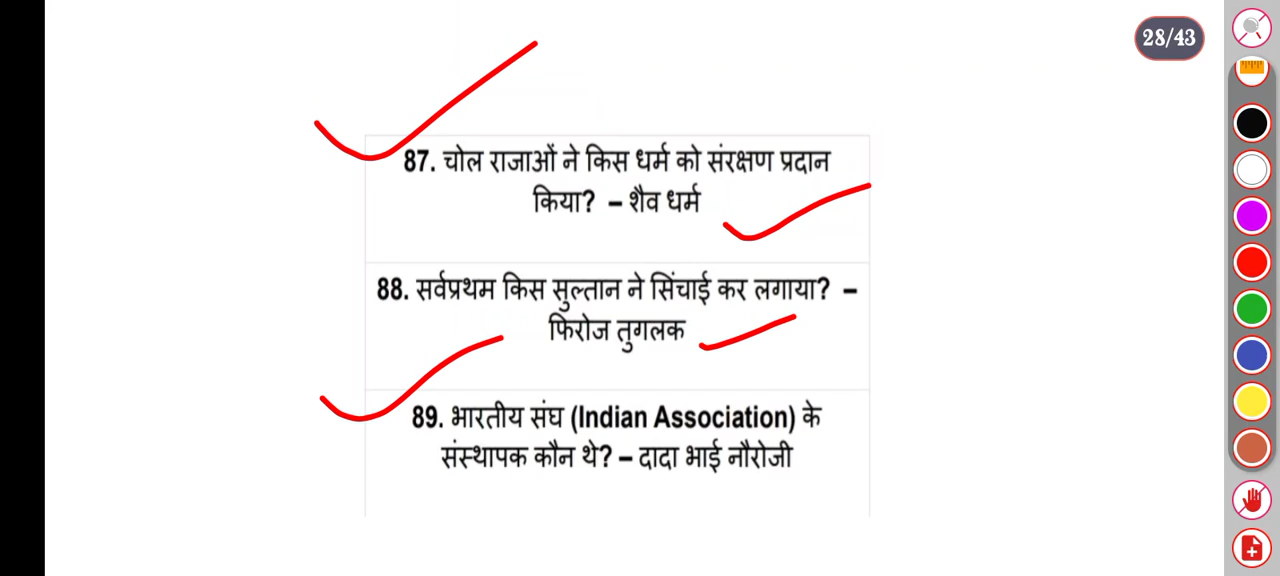 28/43
87. चोल राजाओं ने किस धर्म को संरक्षण प्रदान
किया? – शैव धर्म
88. सर्वप्रथम किस सुल्तान ने सिंचाई कर लगाया? –
फिरोज तुगलक
89. भारतीय संघ (Indian Association) के
संस्थापक कौन थे? – दादा भाई नौरोजी